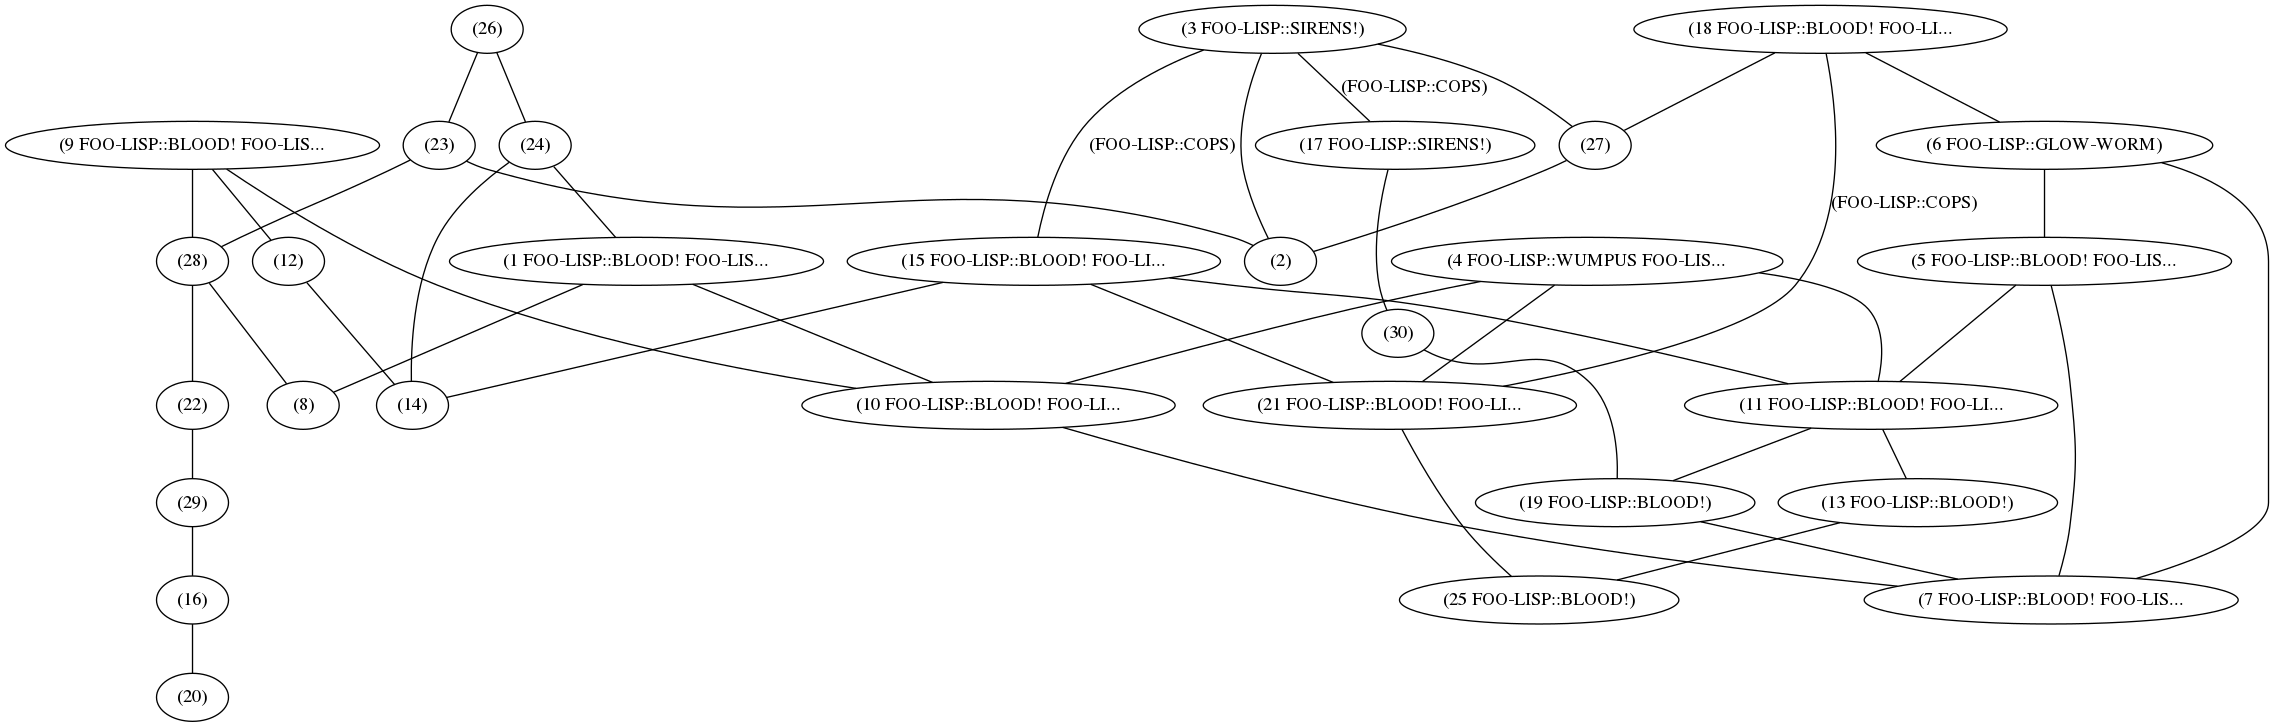 (26)
(3 FOO-LISP::SIRENS!)
(18 FOO-LISP::BLOOD! FOO-LI...
(FOO-LISP::COPS)
(9 FOO-LISP::BLOOD! FOO-LIS...
(23)
(24)
(FOO-LISP::COPS)
(17 FOO-LISP::SIRENS!)
(27)
(6 FOO-LISP::GLOW-WORM)
(FOO-LISP::COPS)
(28)
(12)
(1 FOO-LISP::BLOOD! FOO-LIS...
(15 FOO-LISP::BLOOD! FOO-LI...
(2)
(4 FOO-LISP::WUMPUS FOO-LIS...
(5 FOO-LISP::BLOOD! FOO-LIS...
(30)
(22)
(8)
(14)
(10 FOO-LISP::BLOOD! FOO-LI...
(21 FOO-LISP::BLOOD! FOO-LI...
(11 FOO-LISP::BLOOD! FOO-LI...
(29)
(19 FOO-LISP::BLOOD!)
(13 FOO-LISP::BLOOD!)
(16)
(25 FOO-LISP::BLOOD!)
(7 FOO-LISP::BLOOD! FOO-LIS...
(20)